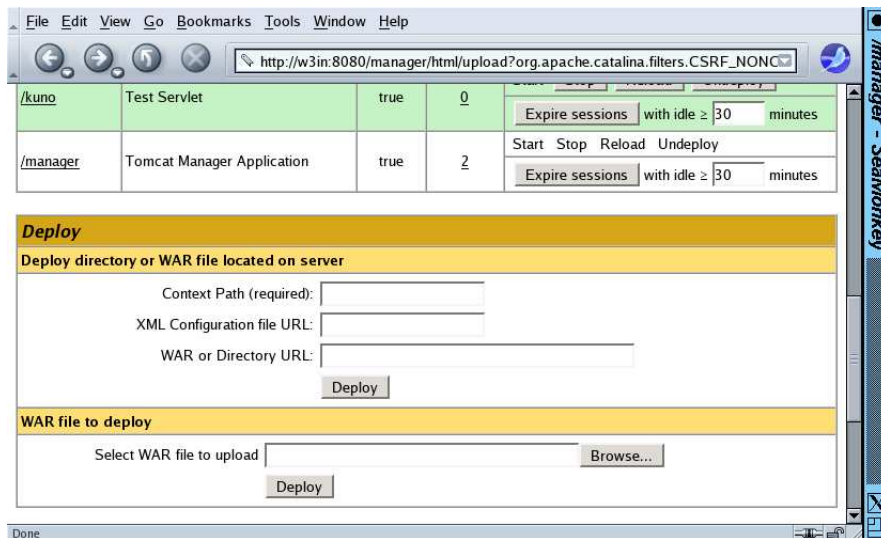 File Edit View Go Bookmarks Tools Window Help
http://w3in:8080/manager/html/upload?org.apache.catalina.filters.CSRF_NONC
/kuno Test Servlet true 0 Start Stop Reload Undeploy
Expire sessions with idle ≥ 30 minutes
/manager Tomcat Manager Application true 2 Start Stop Reload Undeploy
Expire sessions with idle ≥ 30 minutes
Deploy
Deploy directory or WAR file located on server
Context Path (required):
XML Configuration file URL:
WAR or Directory URL:
Deploy
WAR file to deploy
Select WAR file to upload Browse...
Deploy
Done
/manager - SeaMonkey